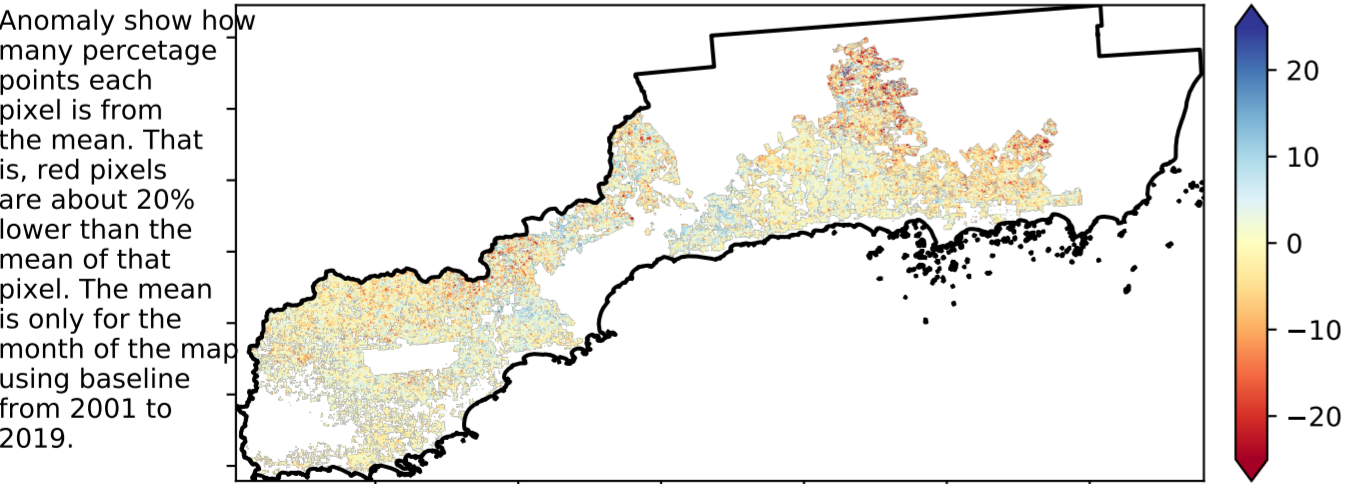 Anomaly show how
many percetage
points each
pixel is from
the mean. That
is, red pixels
are about 20%
lower than the
mean of that
pixel. The mean
is only for the
month of the map
using baseline
from 2001 to
2019.
20
10
0
−10
−20